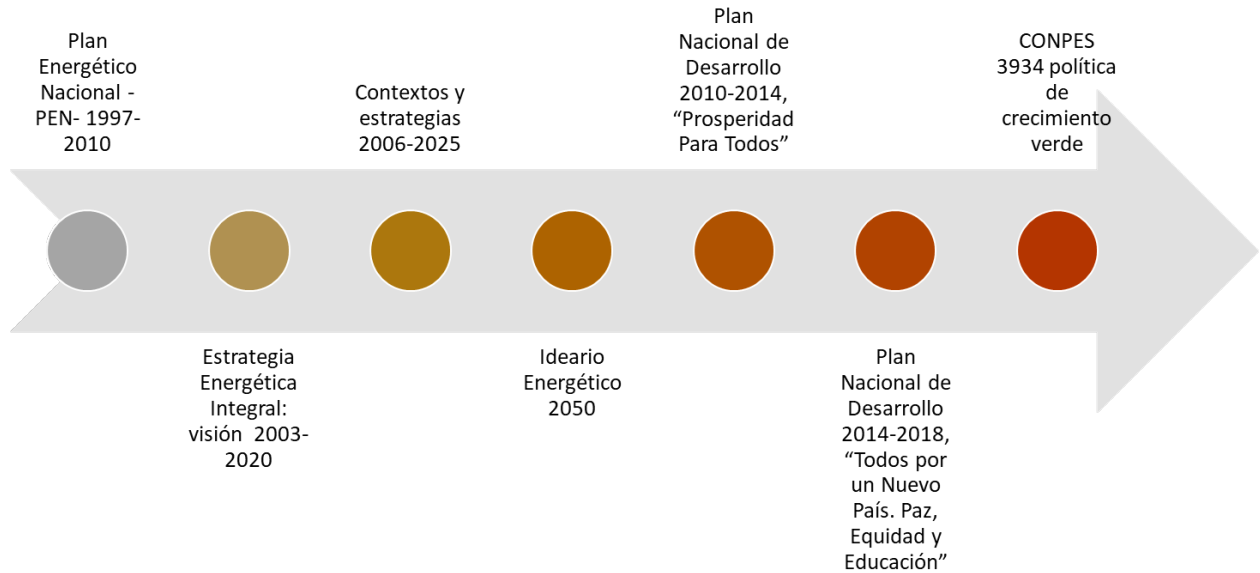 Plan
Energético
Nacional -
PEN- 1997-
2010
Estrategia
Energética
Integral:
visión 2003-
2020
Contextos y
estrategias
2006-2025
Ideario
Energético
2050
Plan
Nacional de
Desarrollo
2010-2014,
“Prosperidad
Para Todos”
Plan
Nacional de
Desarrollo
2014-2018,
“Todos por
un Nuevo
País. Paz,
Equidad y
Educación”
CONPES
3934 política
de
crecimiento
verde